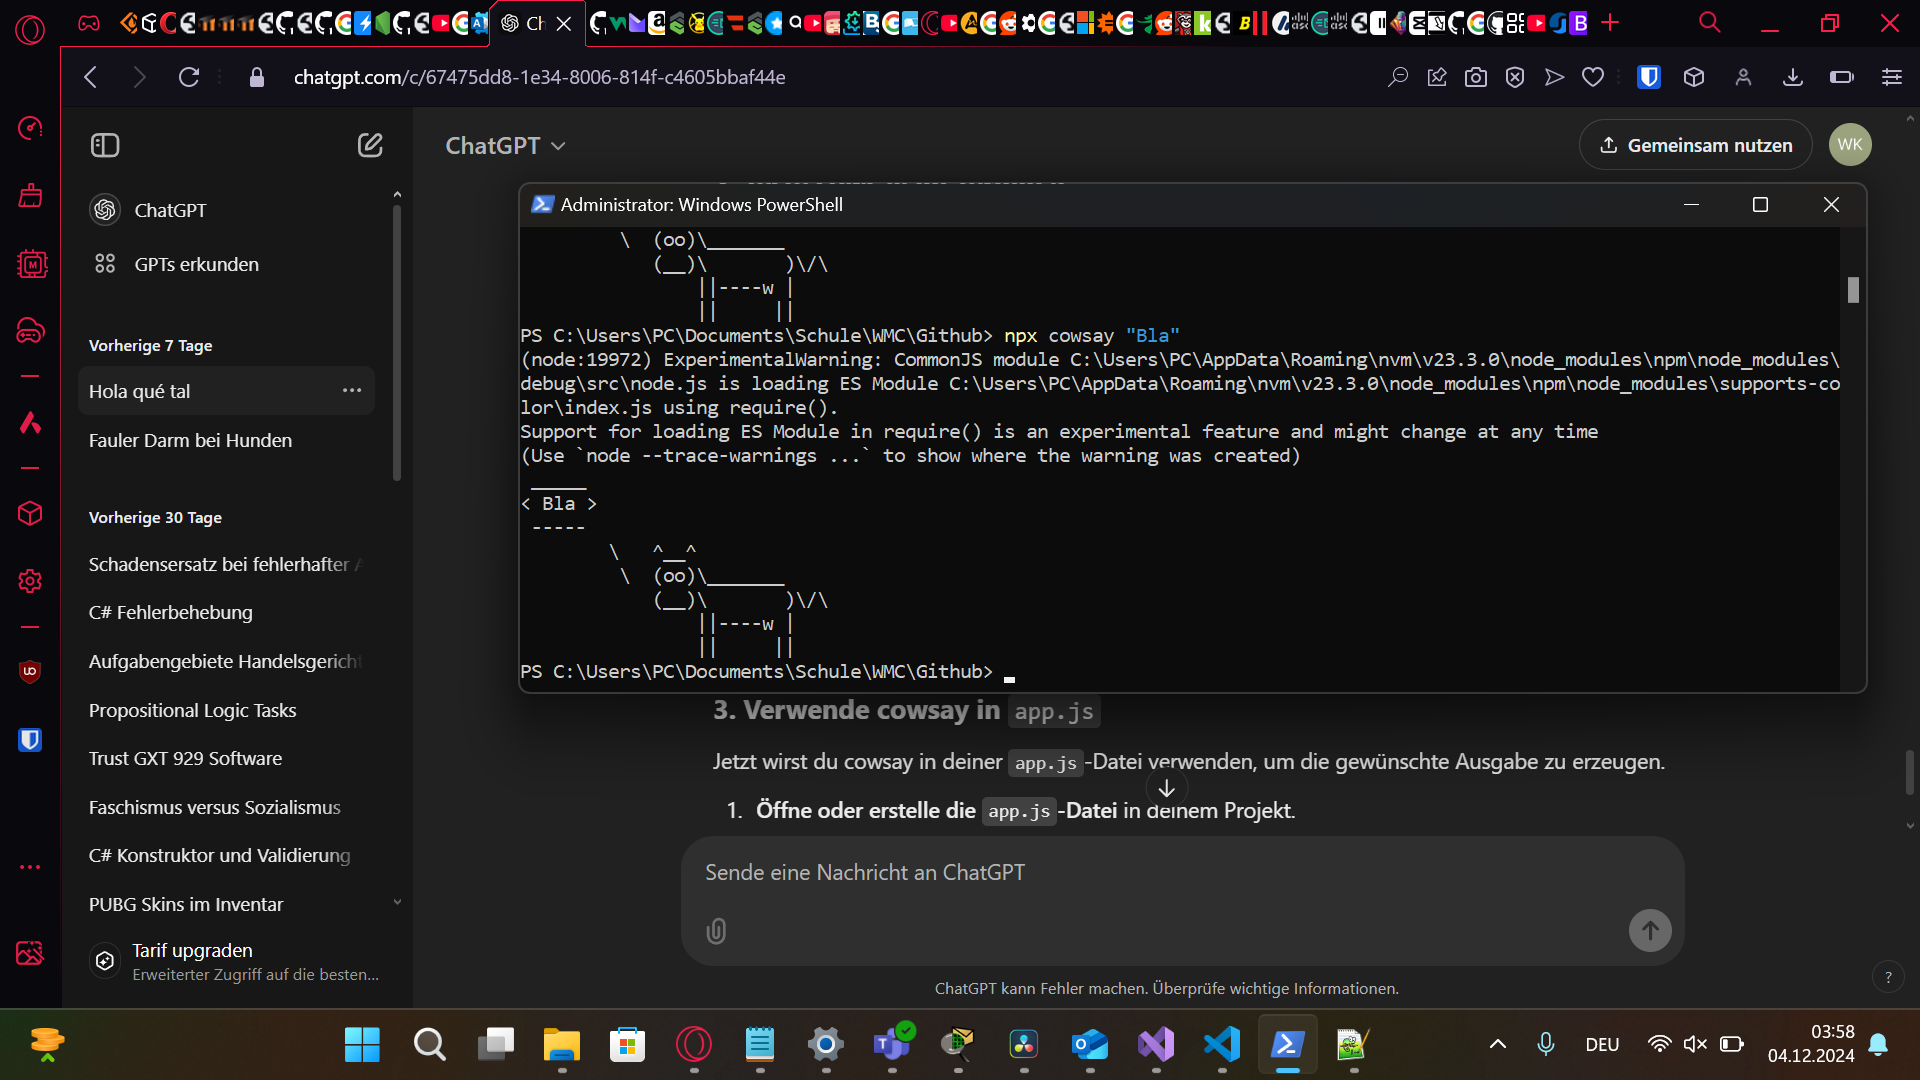 Ch
chatgpt.com/c/67475dd8-1e34-8006-814f-c4605bbaf44e
ChatGPT
Gemeinsam nutzen
WK
ChatGPT
GPTs erkunden
Vorherige 7 Tage
Hola qué tal
Fauler Darm bei Hunden
Vorherige 30 Tage
Schadensersatz bei fehlerhafter A
C# Fehlerbehebung
Aufgabengebiete Handelsgericht
Propositional Logic Tasks
Trust GXT 929 Software
Faschismus versus Sozialismus
C# Konstruktor und Validierung
PUBG Skins im Inventar
Tarif upgraden
Erweiterter Zugriff auf die besten...
Administrator: Windows PowerShell
        \  (oo)\_______
           (__)\       )\/\
               ||----w |
               ||     ||
PS C:\Users\PC\Documents\Schule\WMC\Github> npx cowsay "Bla"
(node:19972) ExperimentalWarning: CommonJS module C:\Users\PC\AppData\Roaming\nvm\v23.3.0\node_modules\npm\node_modules\
debug\src\node.js is loading ES Module C:\Users\PC\AppData\Roaming\nvm\v23.3.0\node_modules\npm\node_modules\supports-co
lor\index.js using require().
Support for loading ES Module in require() is an experimental feature and might change at any time
(Use `node --trace-warnings ...` to show where the warning was created)
 _____
< Bla >
 -----
        \   ^__^
         \  (oo)\_______
            (__)\       )\/\
                ||----w |
                ||     ||
PS C:\Users\PC\Documents\Schule\WMC\Github>
3. Verwende cowsay in app.js
Jetzt wirst du cowsay in deiner app.js-Datei verwenden, um die gewünschte Ausgabe zu erzeugen.
1. Öffne oder erstelle die app.js-Datei in deinem Projekt.
Sende eine Nachricht an ChatGPT
ChatGPT kann Fehler machen. Überprüfe wichtige Informationen.
?
DEU
03:58
04.12.2024